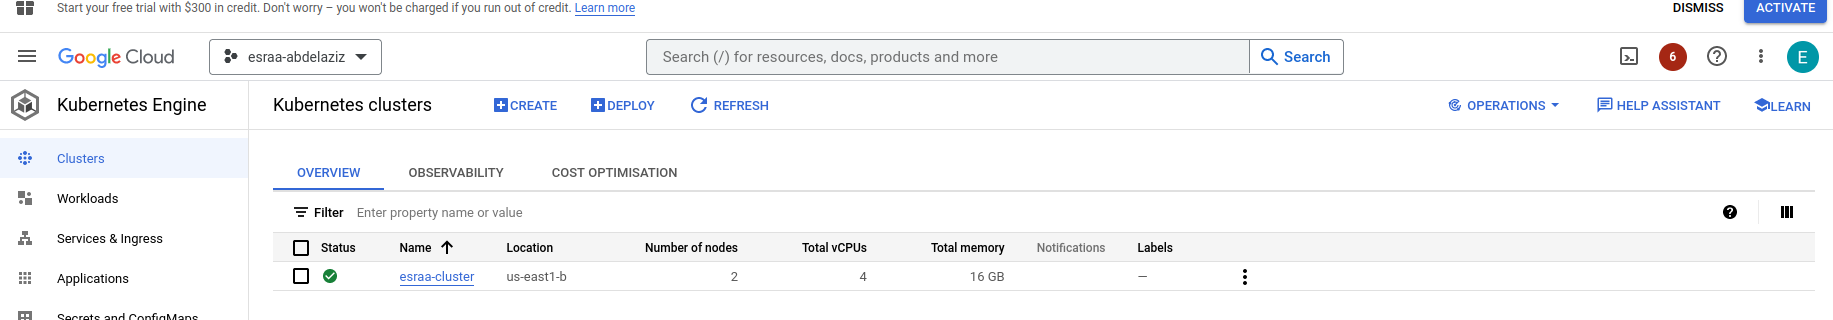 Start your free trial with $300 in credit. Don't worry – you won't be charged if you run out of credit. Learn more
DISMISS
ACTIVATE
Google Cloud
esraa-abdelaziz
Search (/) for resources, docs, products and more
Search
6
E
Kubernetes Engine
Kubernetes clusters
CREATE
DEPLOY
REFRESH
OPERATIONS
HELP ASSISTANT
LEARN
Clusters
Workloads
Services & Ingress
Applications
Secrets and ConfigMaps
OVERVIEW
OBSERVABILITY
COST OPTIMISATION
Filter Enter property name or value
Status Name Location Number of nodes Total vCPUs Total memory Notifications Labels
esraa-cluster us-east1-b 2 4 16 GB —